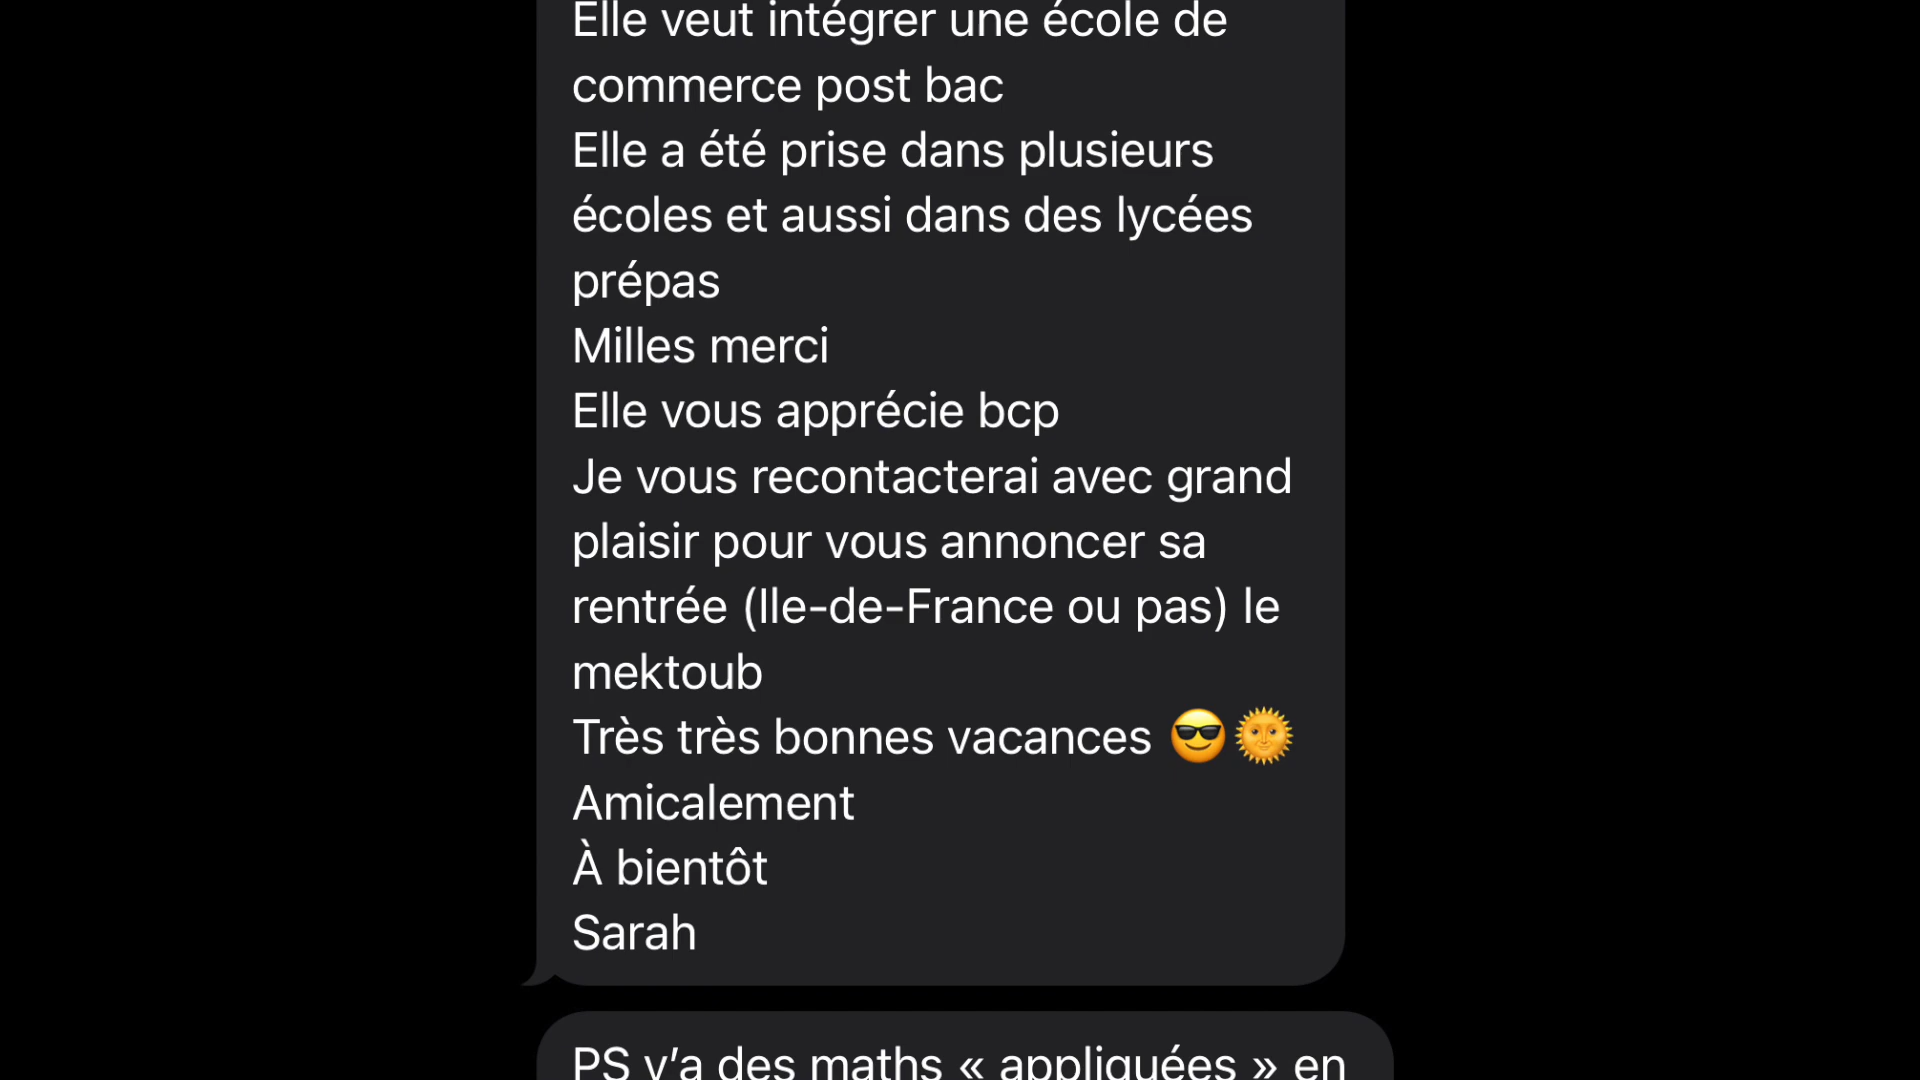 Elle veut intégrer une école de
commerce post bac
Elle a été prise dans plusieurs
écoles et aussi dans des lycées
prépas
Milles merci
Elle vous apprécie bcp
Je vous recontacterai avec grand
plaisir pour vous annoncer sa
rentrée (Ile-de-France ou pas) le
mektoub
Très très bonnes vacances 😎🌞
Amicalement
À bientôt
Sarah
PS y’a des maths « appliquées » en